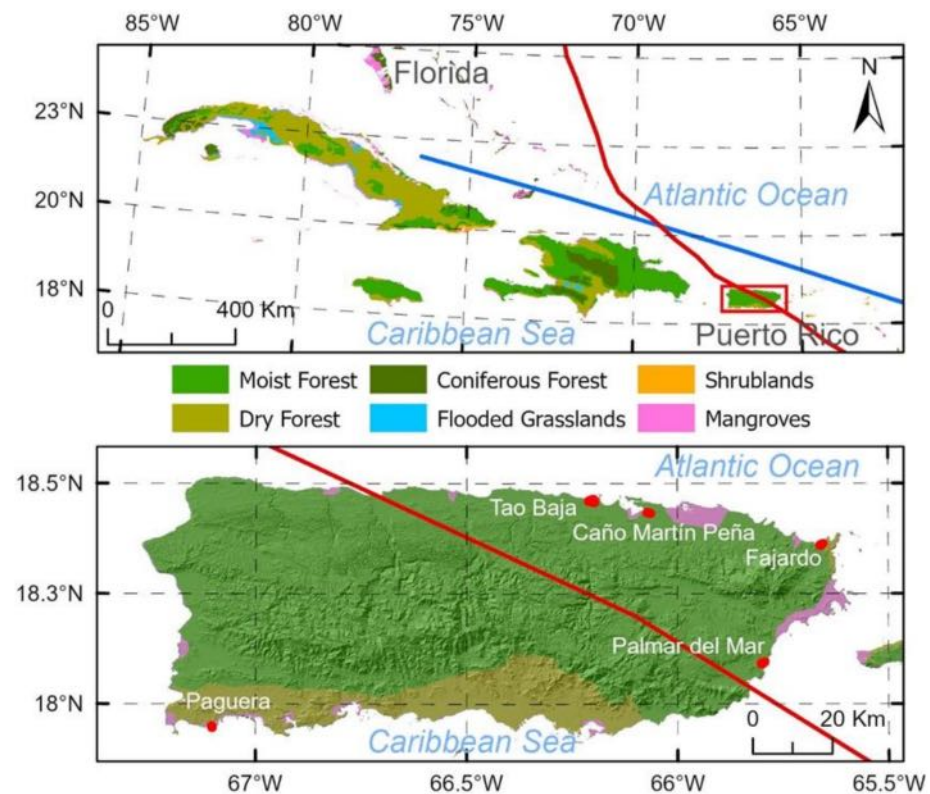 85°W 80°W 75°W 70°W 65°W
N
Florida
23°N
Atlantic Ocean
20°N
18°N
0 400 Km
Caribbean Sea
Puerto Rico
Moist Forest
Coniferous Forest
Shrublands
Dry Forest
Flooded Grasslands
Mangroves
Atlantic Ocean
18.5°N
Tao Baja
Caño Martín Peña
Fajardo
18.3°N
Palmar del Mar
Paguera
18°N
0 20 Km
Caribbean Sea
67°W 66.5°W 66°W 65.5°W